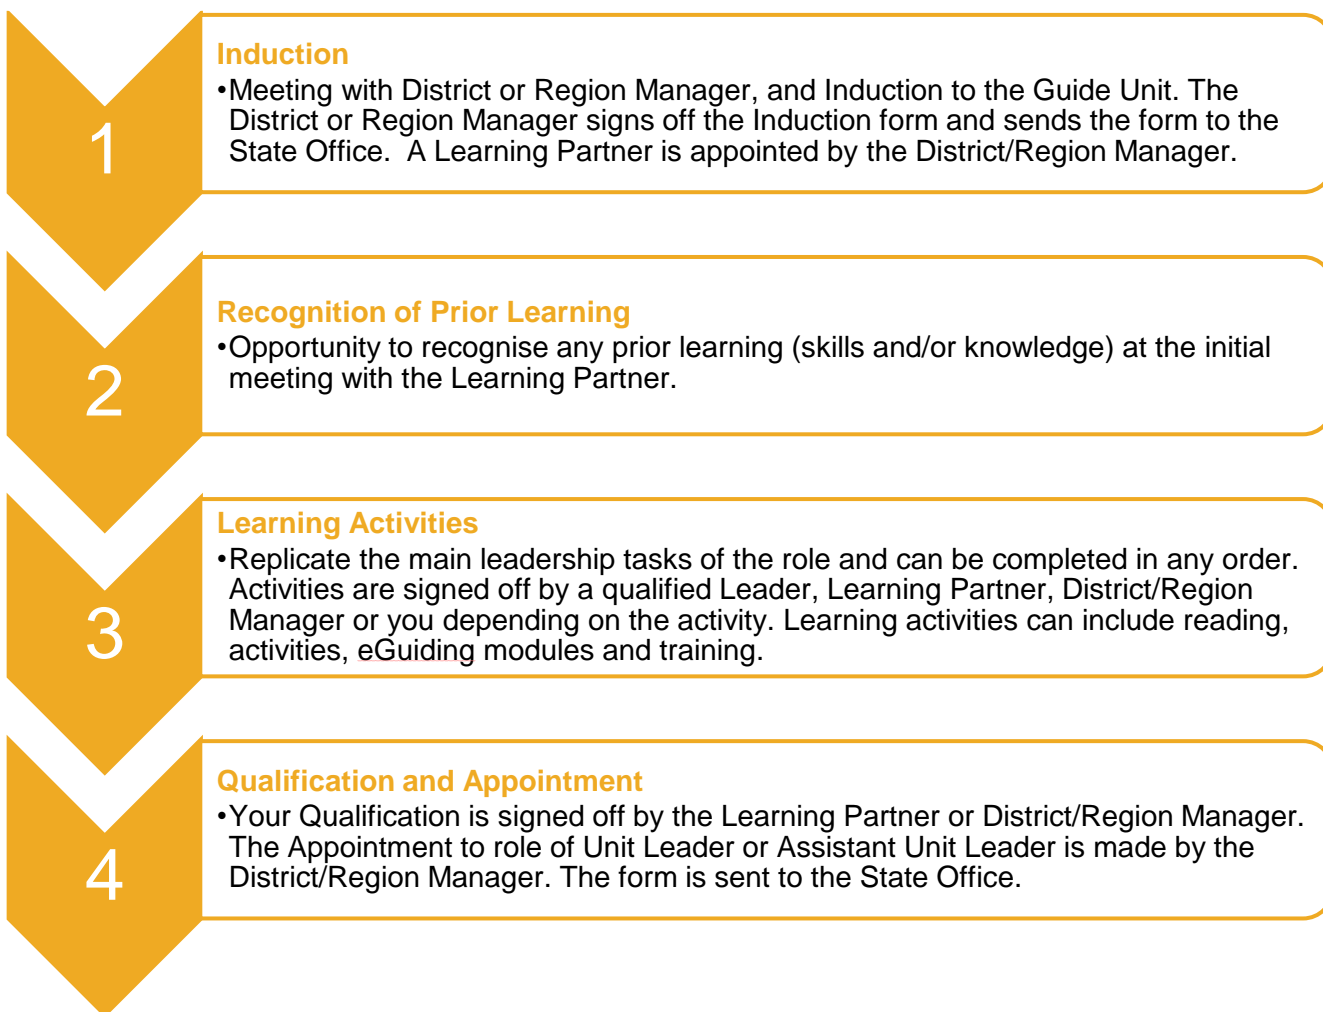 1
Induction
•Meeting with District or Region Manager, and Induction to the Guide Unit. The
District or Region Manager signs off the Induction form and sends the form to the
State Office.  A Learning Partner is appointed by the District/Region Manager.
2
Recognition of Prior Learning
•Opportunity to recognise any prior learning (skills and/or knowledge) at the initial
meeting with the Learning Partner.
3
Learning Activities
•Replicate the main leadership tasks of the role and can be completed in any order.
Activities are signed off by a qualified Leader, Learning Partner, District/Region
Manager or you depending on the activity. Learning activities can include reading,
activities, eGuiding modules and training.
4
Qualification and Appointment
•Your Qualification is signed off by the Learning Partner or District/Region Manager.
The Appointment to role of Unit Leader or Assistant Unit Leader is made by the
District/Region Manager. The form is sent to the State Office.